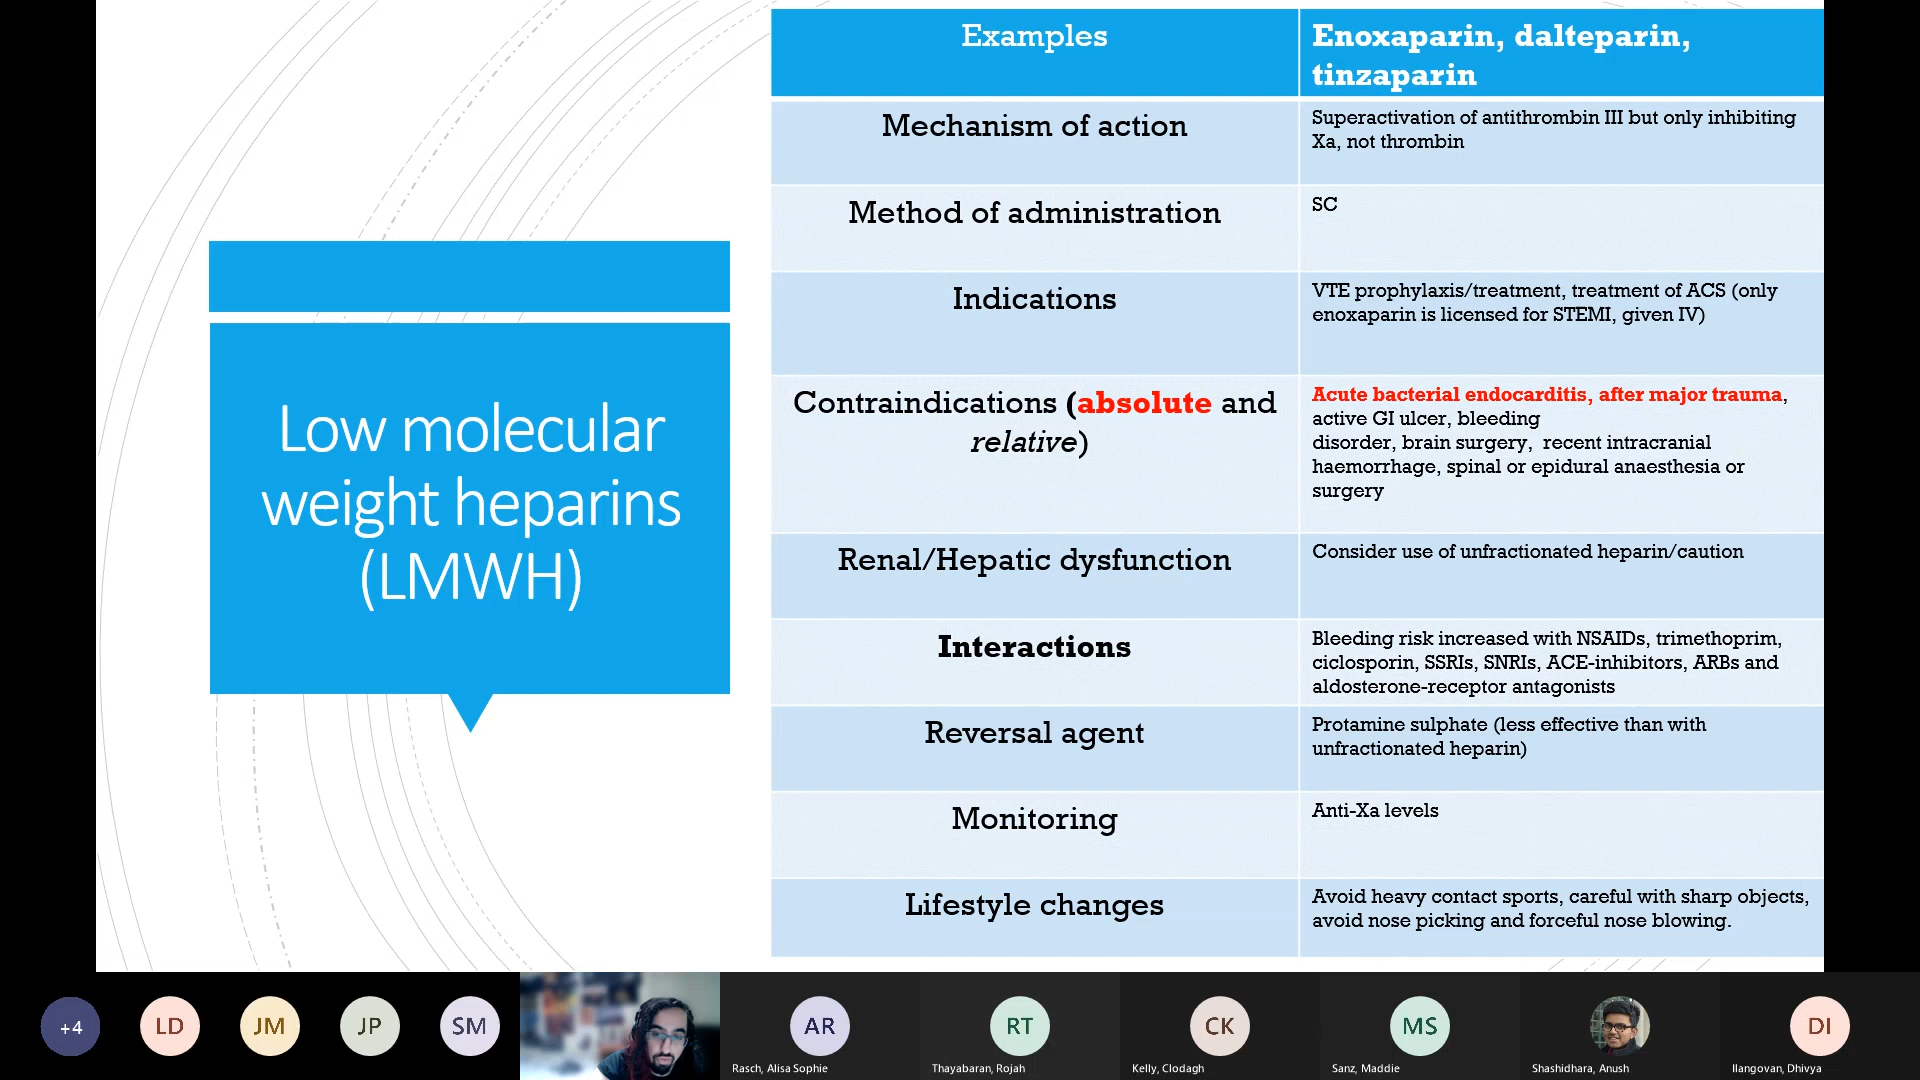 Low molecular
weight heparins
(LMWH)
Examples
Enoxaparin, dalteparin,
tinzaparin
Mechanism of action
Superactivation of antithrombin III but only inhibiting
Xa, not thrombin
Method of administration
SC
Indications
VTE prophylaxis/treatment, treatment of ACS (only
enoxaparin is licensed for STEMI, given IV)
Contraindications (absolute and
relative)
Acute bacterial endocarditis, after major trauma,
active GI ulcer, bleeding
disorder, brain surgery, recent intracranial
haemorrhage, spinal or epidural anaesthesia or
surgery
Renal/Hepatic dysfunction
Consider use of unfractionated heparin/caution
Interactions
Bleeding risk increased with NSAIDs, trimethoprim,
ciclosporin, SSRIs, SNRIs, ACE-inhibitors, ARBs and
aldosterone-receptor antagonists
Reversal agent
Protamine sulphate (less effective than with
unfractionated heparin)
Monitoring
Anti-Xa levels
Lifestyle changes
Avoid heavy contact sports, careful with sharp objects,
avoid nose picking and forceful nose blowing.
+4
LD
JM
JP
SM
AR
Rasch, Alisa Sophie
RT
Thayabaran, Rojah
CK
Kelly, Clodagh
MS
Sanz, Maddie
Shashidhara, Anush
DI
Ilangovan, Dhivya